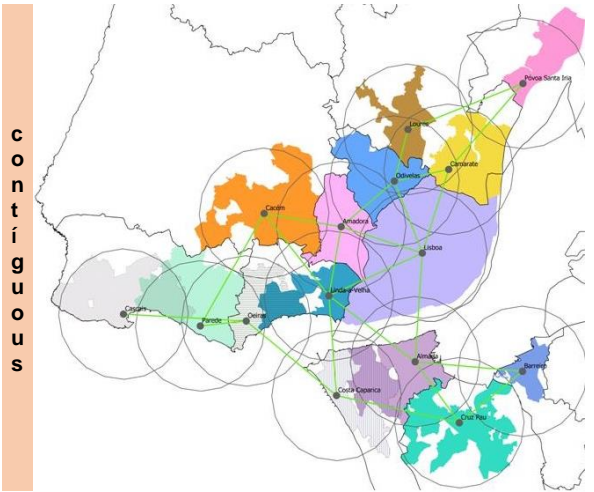 contíguous
Póvoa Santa Iria
Loures
Camarate
Odivelas
Cacém
Amadora
Lisboa
Linda-a-Velha
Cascais
Parede
Oeiras
Almada
Barreiro
Costa Caparica
Cruz Pau